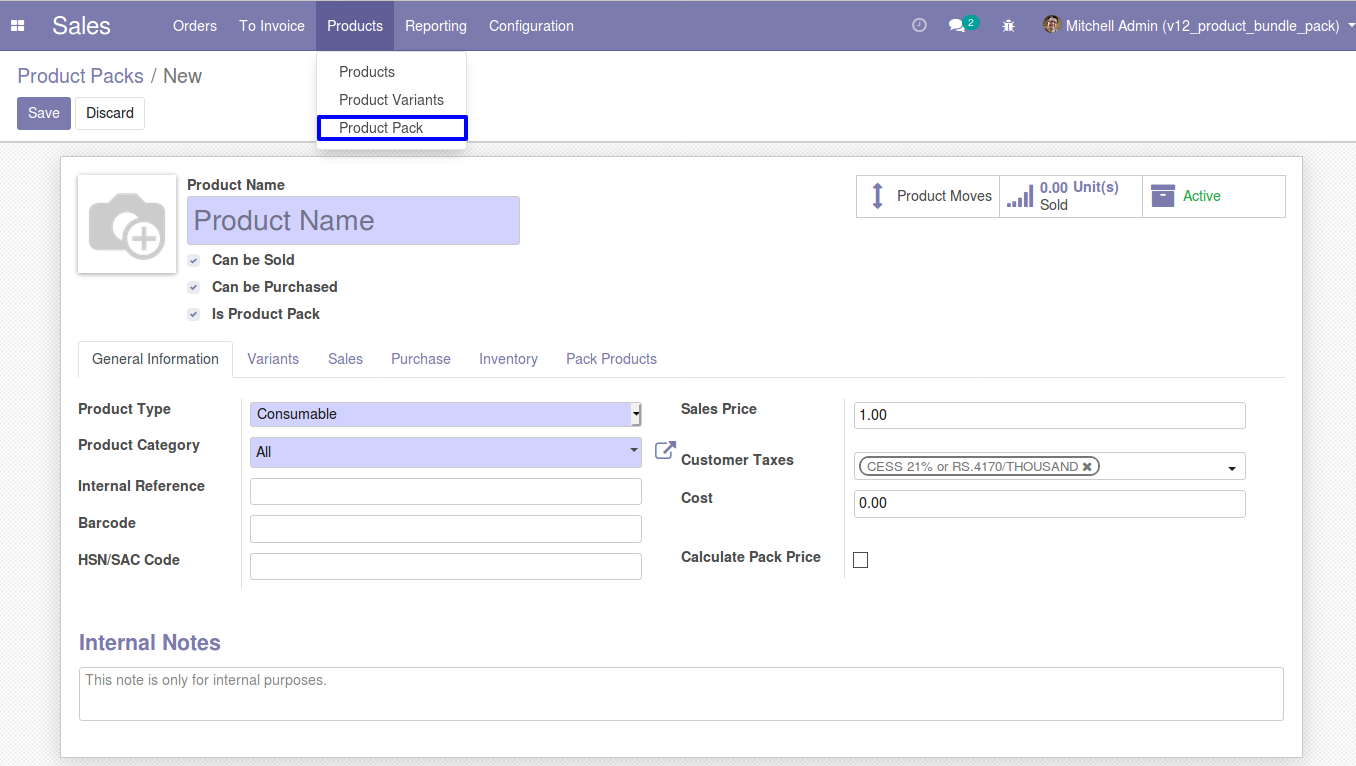 Sales Orders To Invoice Products Reporting Configuration 2 Mitchell Admin (v12_product_bundle_pack)
Products
Product Variants
Product Pack
Product Packs / New
Save Discard
Product Name
Product Name
Can be Sold
Can be Purchased
Is Product Pack
Product Moves
0.00 Unit(s)
Sold
Active
General Information Variants Sales Purchase Inventory Pack Products
Product Type Consumable
Product Category All
Internal Reference
Barcode
HSN/SAC Code
Sales Price 1.00
Customer Taxes CESS 21% or RS.4170/THOUSAND
Cost 0.00
Calculate Pack Price
Internal Notes
This note is only for internal purposes.